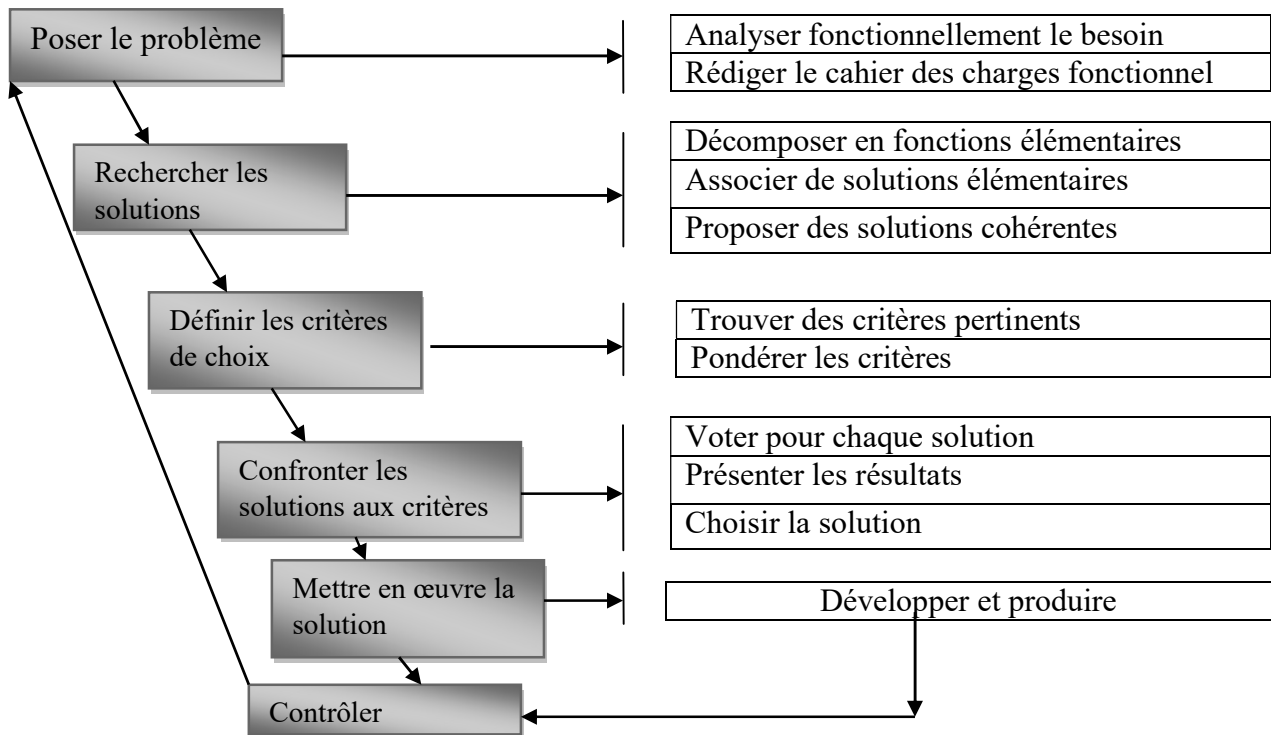 Poser le problème
Analyser fonctionnellement le besoin
Rédiger le cahier des charges fonctionnel
Rechercher les
solutions
Décomposer en fonctions élémentaires
Associer de solutions élémentaires
Proposer des solutions cohérentes
Définir les critères
de choix
Trouver des critères pertinents
Pondérer les critères
Confronter les
solutions aux critères
Voter pour chaque solution
Présenter les résultats
Choisir la solution
Mettre en œuvre la
solution
Développer et produire
Contrôler